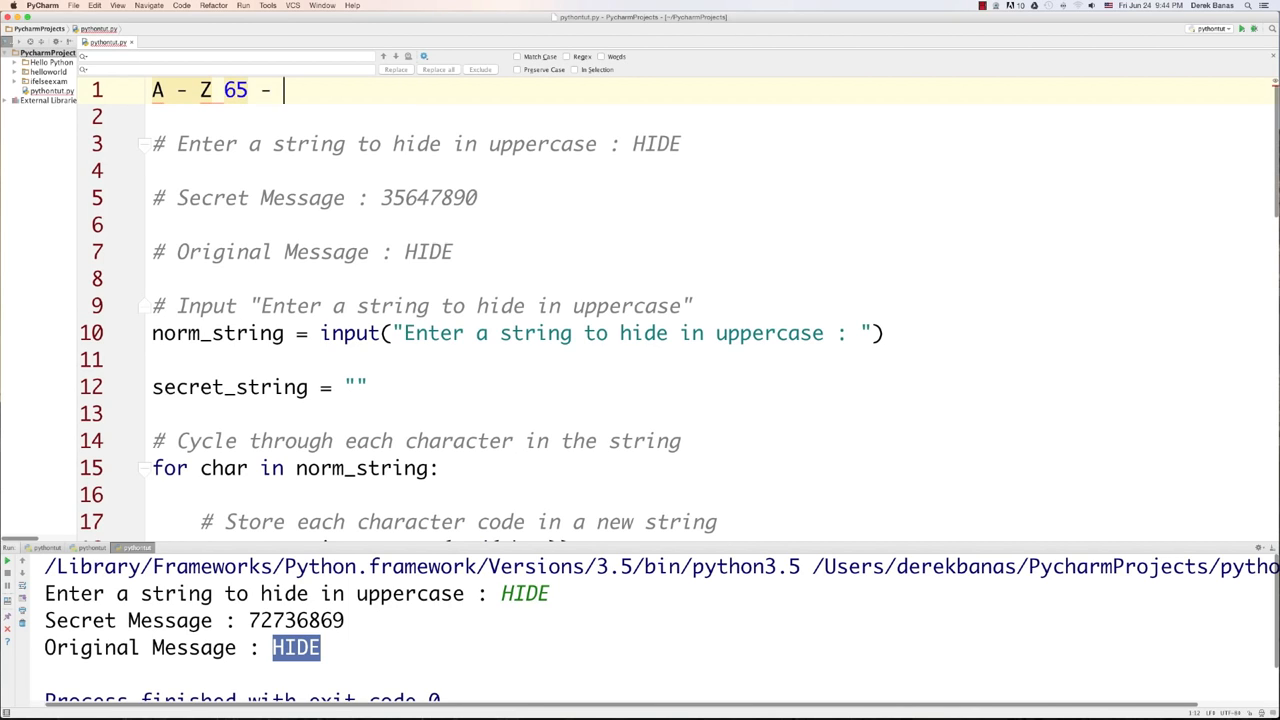 PyCharm File Edit View Navigate Code Refactor Run Tools VCS Window Help Fri Jun 24 9:44 PM Derek Banas
pythontut.py - PycharmProjects - [~/PycharmProjects]
PycharmProjects pythontut.py pythontut
pythontut.py
Match Case Regex Words
Replace Replace all Exclude Preserve Case In Selection
PycharmProject
Hello Python
helloworld
ifelseexam
pythontut.py
External Librarie
1 A - Z 65 -
2
3 # Enter a string to hide in uppercase : HIDE
4
5 # Secret Message : 35647890
6
7 # Original Message : HIDE
8
9 # Input "Enter a string to hide in uppercase"
10 norm_string = input("Enter a string to hide in uppercase : ")
11
12 secret_string = ""
13
14 # Cycle through each character in the string
15 for char in norm_string:
16
17 # Store each character code in a new string
Run: pythontut pythontut pythontut
/Library/Frameworks/Python.framework/Versions/3.5/bin/python3.5 /Users/derekbanas/PycharmProjects/pytho
Enter a string to hide in uppercase : HIDE
Secret Message : 72736869
Original Message : HIDE
Process finished with exit code 0
1:12 LF÷ UTF-8÷